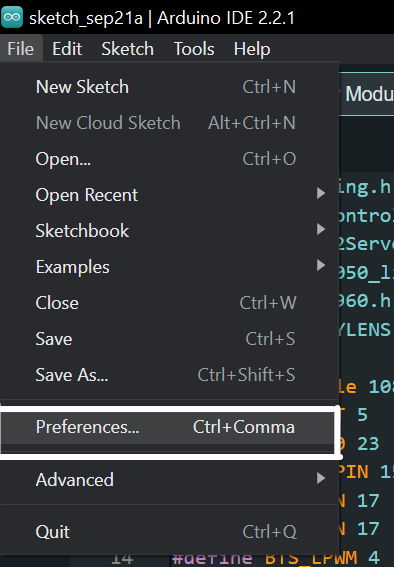 sketch_sep21a | Arduino IDE 2.2.1
File Edit Sketch Tools Help
New Sketch Ctrl+N
New Cloud Sketch Alt+Ctrl+N
Open... Ctrl+O
Open Recent
Sketchbook
Examples
Close Ctrl+W
Save Ctrl+S
Save As... Ctrl+Shift+S
Preferences... Ctrl+Comma
Advanced
Quit Ctrl+Q
Modu
ing.h
ontrol
2Serv
050_l
960.h
YLENS
le 108
T 5
0 23
PIN 15
N 17
N 17
14 #define BTS_LPWM 4